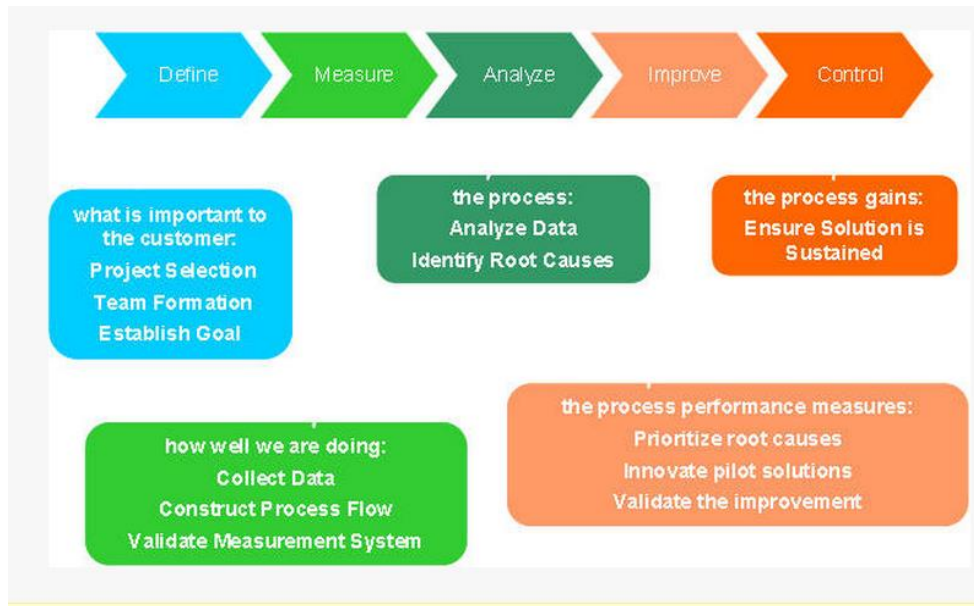 Define
Measure
Analyze
Improve
Control
what is important to
the customer:
Project Selection
Team Formation
Establish Goal
the process:
Analyze Data
Identify Root Causes
the process gains:
Ensure Solution is
Sustained
how well we are doing:
Collect Data
Construct Process Flow
Validate Measurement System
the process performance measures:
Prioritize root causes
Innovate pilot solutions
Validate the improvement